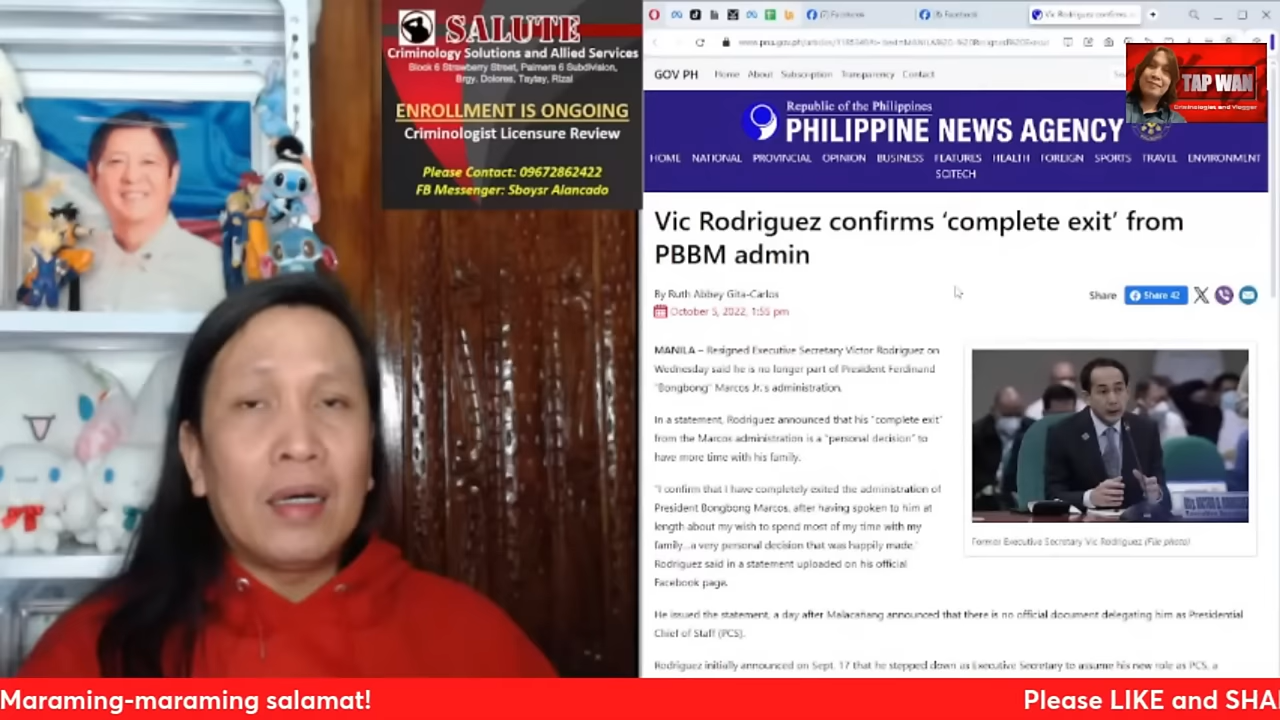 SALUTE
Criminology Solutions and Allied Services
Block 6 Strawberry Street, Palmera 6 Subdivision,
Brgy. Dolores, Taytay, Rizal
ENROLLMENT IS ONGOING
Criminologist Licensure Review
Please Contact: 09672862422
FB Messenger: Sboysr Alancado
Vic Rodriguez confirms
GOV PH Home About Subscription Transparency Contact
TAP WAN
Criminologist and Vlogger
Republic of the Philippines
PHILIPPINE NEWS AGENCY
HOME NATIONAL PROVINCIAL OPINION BUSINESS FEATURES HEALTH FOREIGN SPORTS TRAVEL ENVIRONMENT
SCITECH
Vic Rodriguez confirms ‘complete exit’ from
PBBM admin
By Ruth Abbey Gita-Carlos
October 5, 2022, 1:55 pm
Share Share 42
MANILA – Resigned Executive Secretary Victor Rodriguez on
Wednesday said he is no longer part of President Ferdinand
"Bongbong" Marcos Jr.'s administration.
In a statement, Rodriguez announced that his "complete exit"
from the Marcos administration is a "personal decision" to
have more time with his family.
"I confirm that I have completely exited the administration of
President Bongbong Marcos, after having spoken to him at
length about my wish to spend most of my time with my
family...a very personal decision that was happily made,"
Rodriguez said in a statement uploaded on his official
Facebook page.
Former Executive Secretary Vic Rodriguez (File photo)
He issued the statement, a day after Malacañang announced that there is no official document delegating him as Presidential
Chief of Staff (PCS).
Rodriguez initially announced on Sept. 17 that he stepped down as Executive Secretary to assume his new role as PCS, a
Maraming-maraming salamat!
Please LIKE and SHA